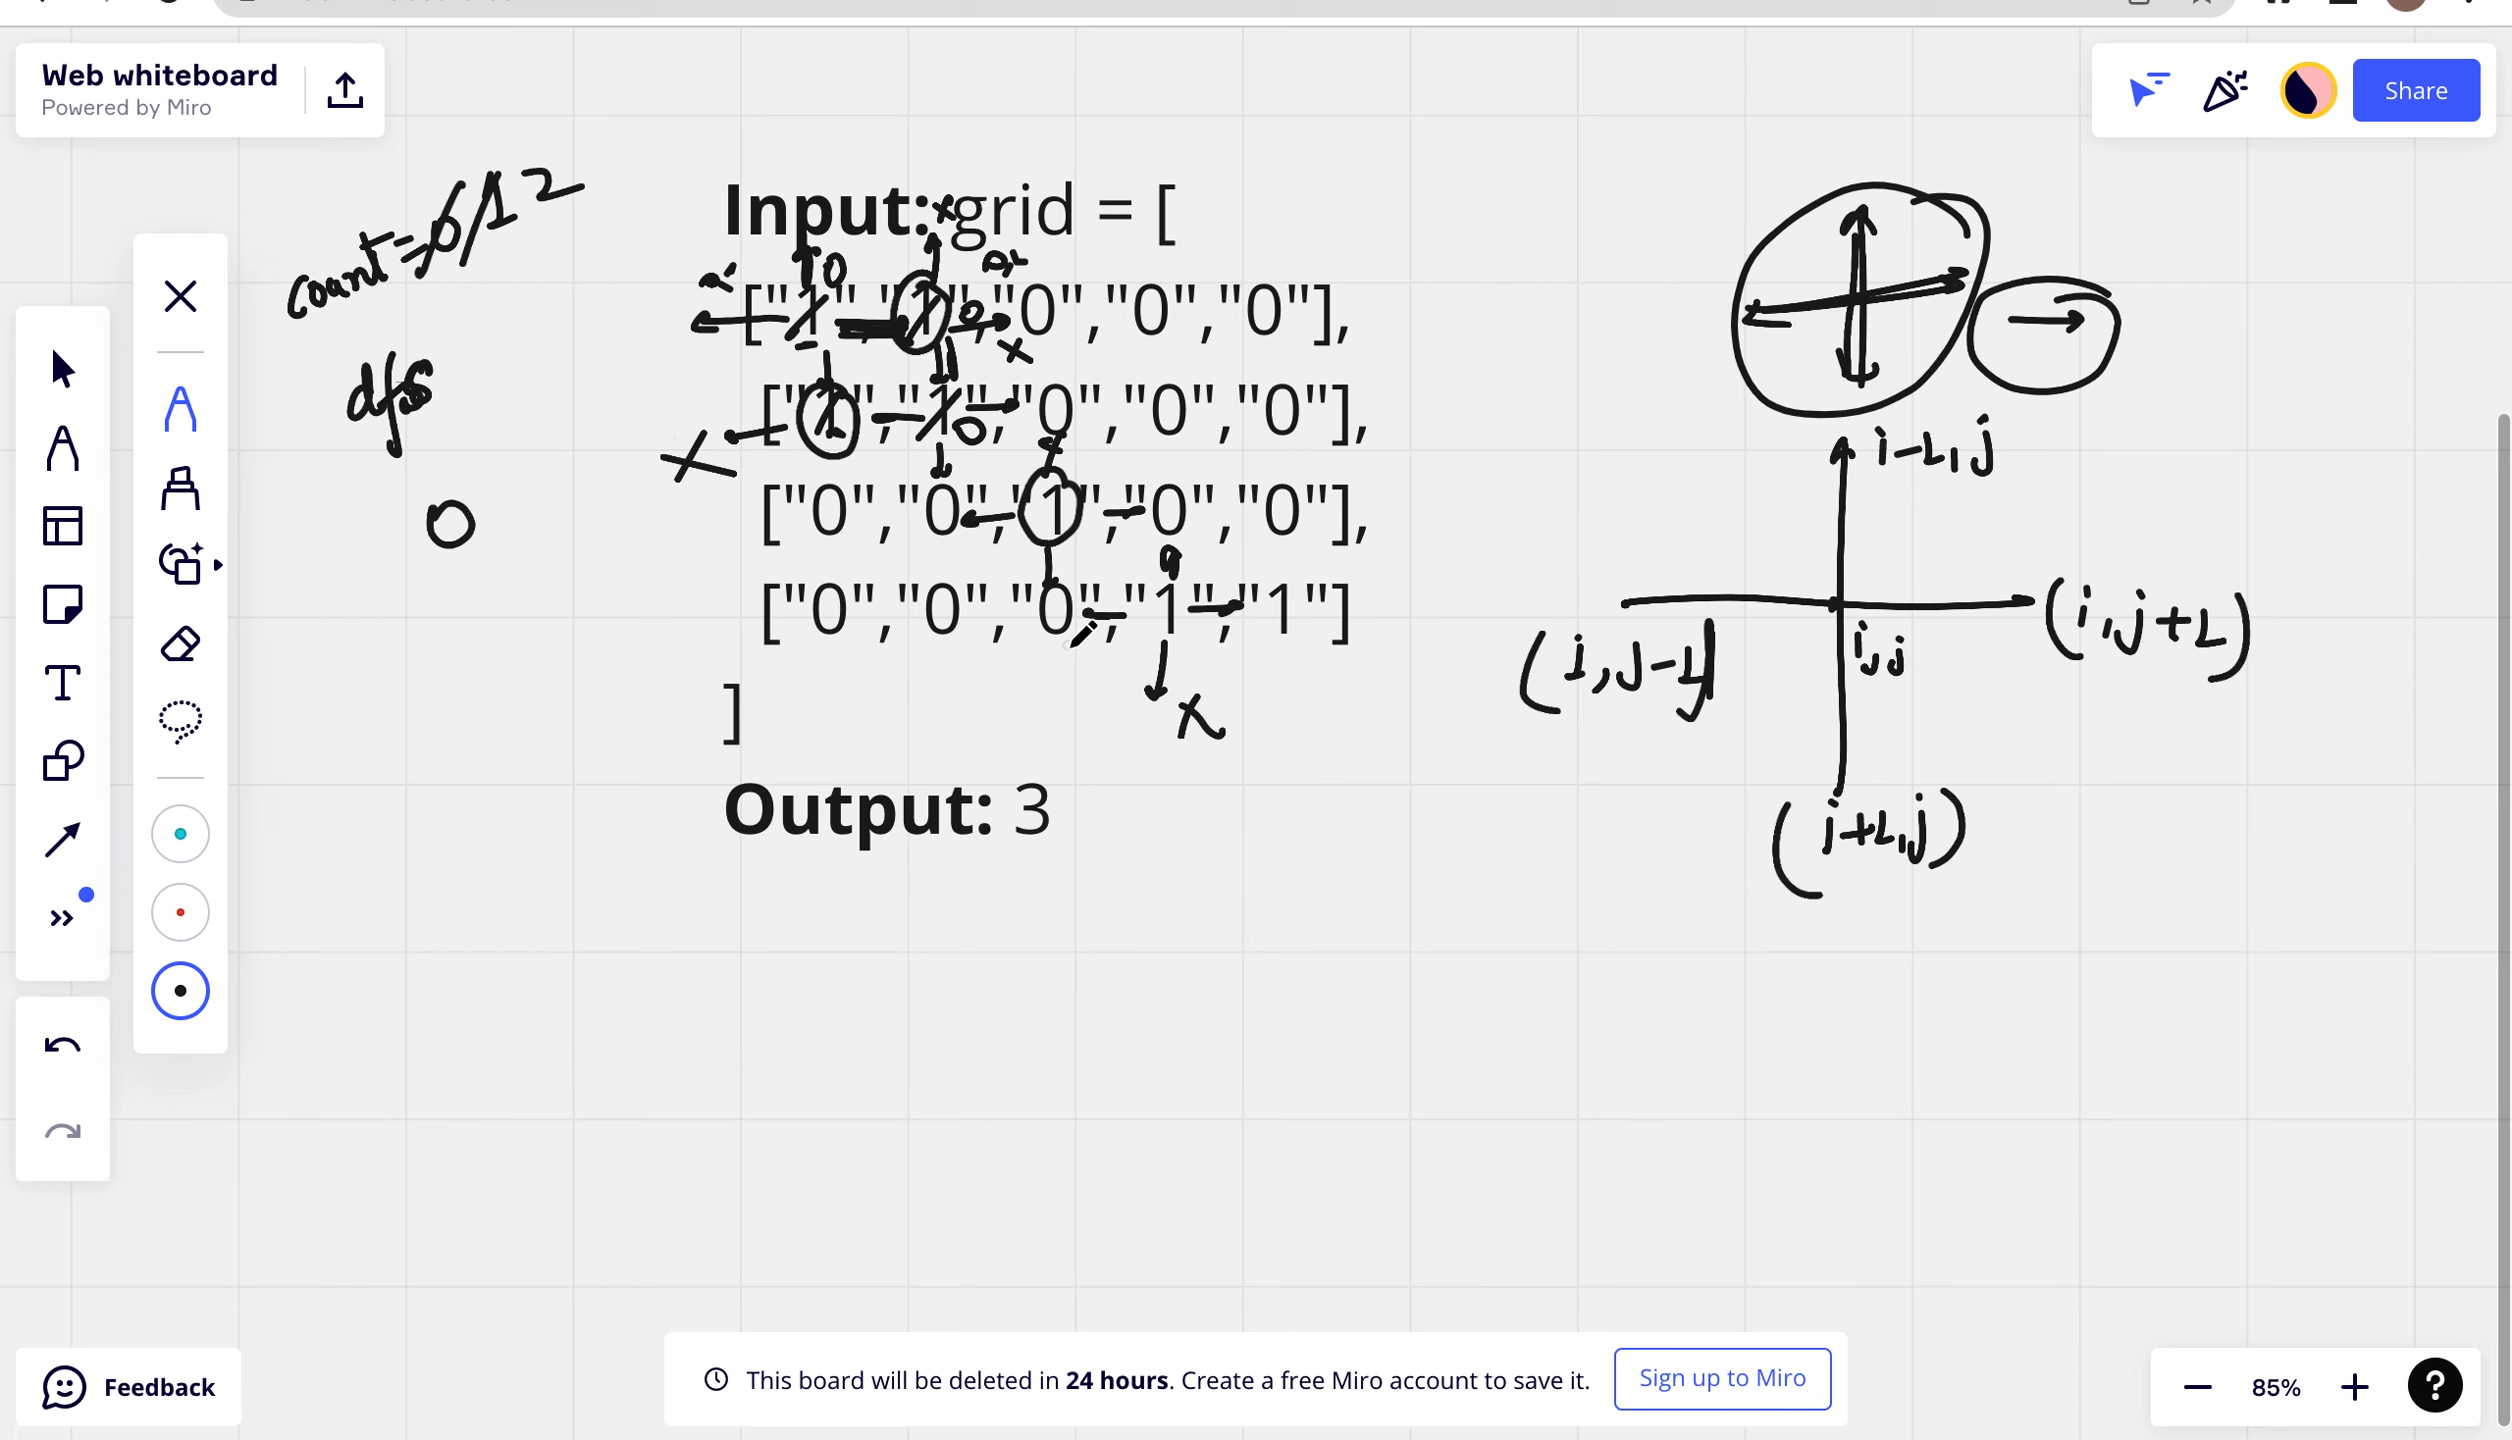 Web whiteboard
Powered by Miro
Share
count=0/1 2
dfs
0
Input: grid = [
["1","1","0","0","0"],
["1","1","0","0","0"],
["0","0","1","0","0"],
["0","0","0","1","1"]
]
Output: 3
i-1,j
(i,j-1)
i,j
(i,j+1)
(i+1,j)
Feedback
This board will be deleted in 24 hours. Create a free Miro account to save it.
Sign up to Miro
85%